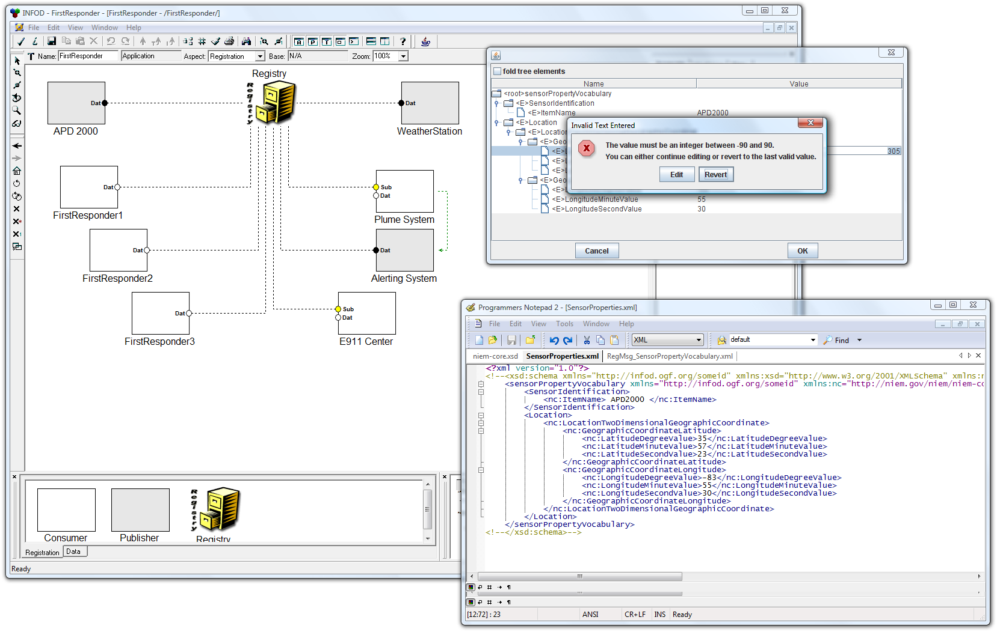 INFOD - FirstResponder - [FirstResponder - /FirstResponder/]
File Edit View Window Help
Name: FirstResponder Application Aspect: Registration Base: N/A Zoom: 100%
Registry
Registry
Dat
APD 2000
Dat
WeatherStation
Dat
FirstResponder1
Sub
Dat
Plume System
Dat
FirstResponder2
Dat
Alerting System
Dat
FirstResponder3
Sub
Dat
E911 Center
Consumer
Publisher
Registry
Registry
Registration Data
Ready
fold tree elements
Name Value
<root>sensorPropertyVocabulary
<E>SensorIdentification
<E>ItemName APD2000
<E>Location
305
<E>LongitudeMinuteValue 55
<E>LongitudeSecondValue 30
Cancel OK
Invalid Text Entered
The value must be an integer between -90 and 90.
You can either continue editing or revert to the last valid value.
Edit Revert
Programmers Notepad 2 - [SensorProperties.xml]
File Edit View Tools Window Help
XML default Find
niem-core.xsd SensorProperties.xml RegMsg_SensorPropertyVocabulary.xml
<?xml version="1.0"?>
<!--<xsd:schema xmlns="http://infod.ogf.org/someid" xmlns:xsd="http://www.w3.org/2001/XMLSchema" xmlns:n
<sensorPropertyVocabulary xmlns="http://infod.ogf.org/someid" xmlns:nc="http://niem.gov/niem/niem-co
<SensorIdentification>
<nc:ItemName> APD2000 </nc:ItemName>
</SensorIdentification>
<Location>
<nc:LocationTwoDimensionalGeographicCoordinate>
<nc:GeographicCoordinateLatitude>
<nc:LatitudeDegreeValue>35</nc:LatitudeDegreeValue>
<nc:LatitudeMinuteValue>57</nc:LatitudeMinuteValue>
<nc:LatitudeSecondValue>23</nc:LatitudeSecondValue>
</nc:GeographicCoordinateLatitude>
<nc:GeographicCoordinateLongitude>
<nc:LongitudeDegreeValue>-83</nc:LongitudeDegreeValue>
<nc:LongitudeMinuteValue>55</nc:LongitudeMinuteValue>
<nc:LongitudeSecondValue>30</nc:LongitudeSecondValue>
</nc:GeographicCoordinateLongitude>
</nc:LocationTwoDimensionalGeographicCoordinate>
</Location>
</sensorPropertyVocabulary>
<!--</xsd:schema>-->
[12:72] : 23 ANSI CR+LF INS Ready